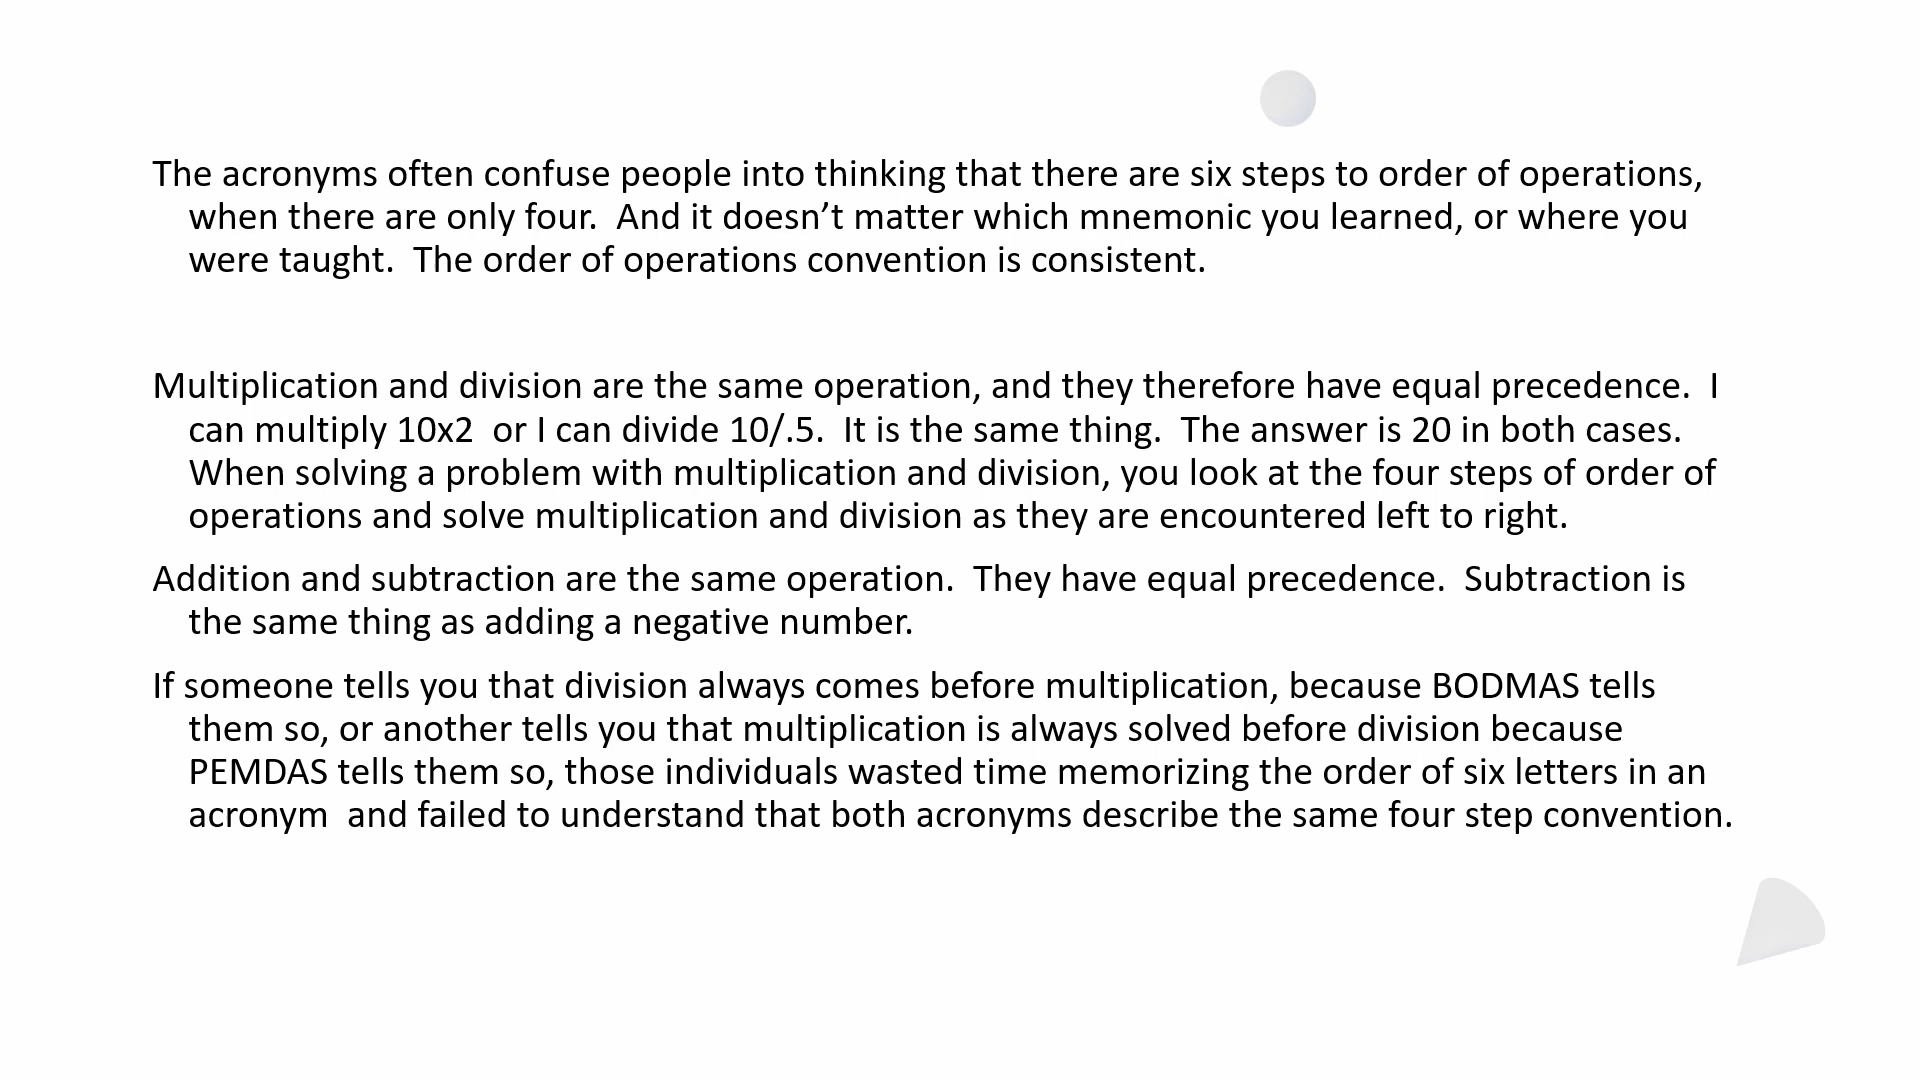 The acronyms often confuse people into thinking that there are six steps to order of operations,
when there are only four.  And it doesn’t matter which mnemonic you learned, or where you
were taught.  The order of operations convention is consistent.
Multiplication and division are the same operation, and they therefore have equal precedence.  I
can multiply 10x2  or I can divide 10/.5.  It is the same thing.  The answer is 20 in both cases.
When solving a problem with multiplication and division, you look at the four steps of order of
operations and solve multiplication and division as they are encountered left to right.
Addition and subtraction are the same operation.  They have equal precedence.  Subtraction is
the same thing as adding a negative number.
If someone tells you that division always comes before multiplication, because BODMAS tells
them so, or another tells you that multiplication is always solved before division because
PEMDAS tells them so, those individuals wasted time memorizing the order of six letters in an
acronym  and failed to understand that both acronyms describe the same four step convention.